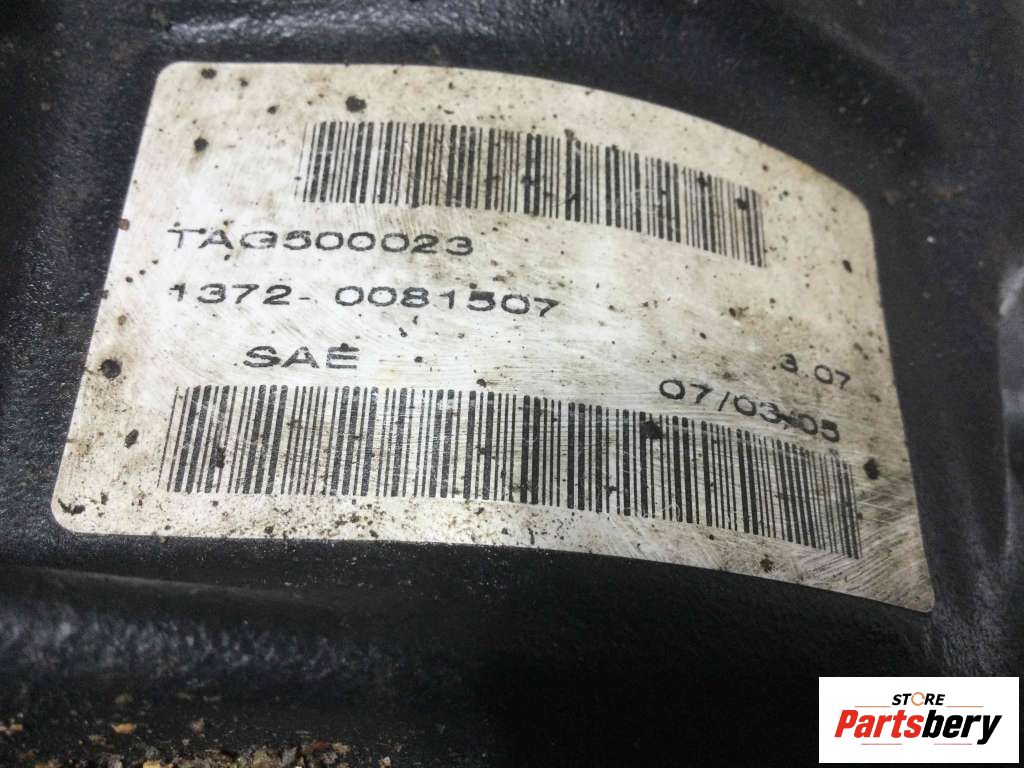 TAG500023
1372- 0081507
SAE
3.07
07/03/05
STORE
Partsbery